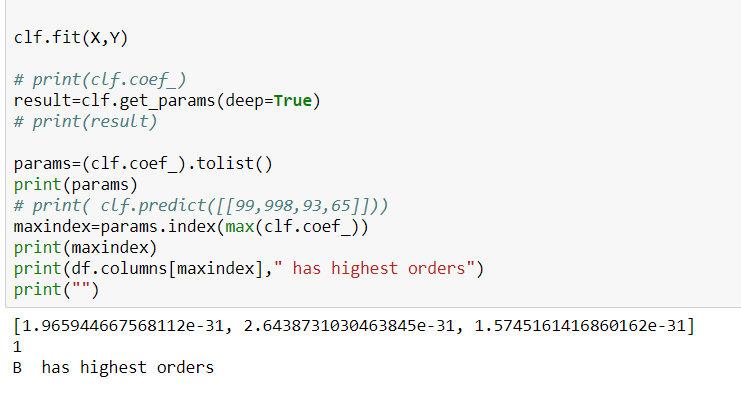 clf.fit(X,Y)
# print(clf.coef_)
result=clf.get_params(deep=True)
# print(result)
params=(clf.coef_).tolist()
print(params)
# print( clf.predict([[99,998,93,65]]))
maxindex=params.index(max(clf.coef_))
print(maxindex)
print(df.columns[maxindex]," has highest orders")
print("")
[1.965944667568112e-31, 2.6438731030463845e-31, 1.5745161416860162e-31]
1
B  has highest orders